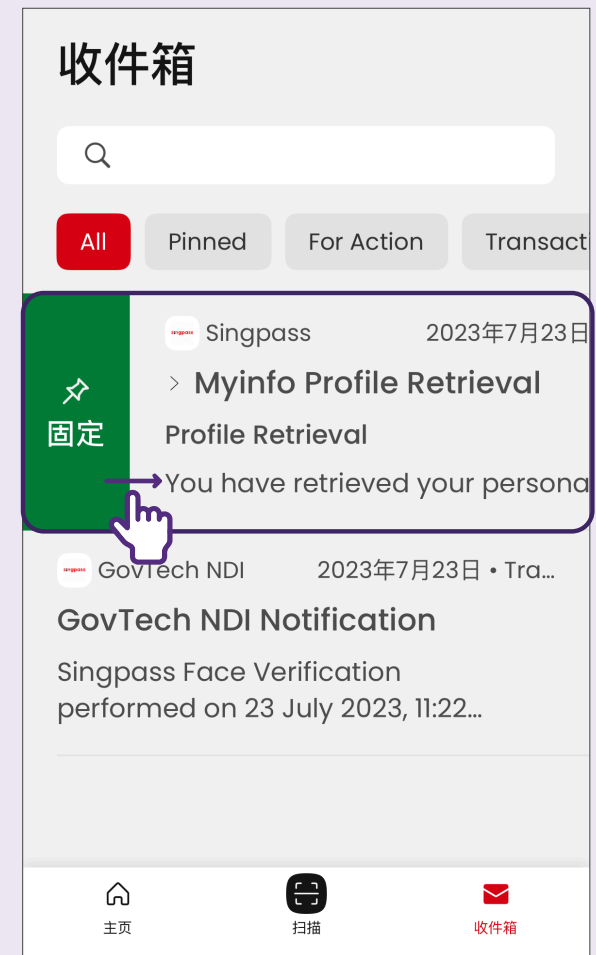 收件箱
All Pinned For Action Transacti
singpass Singpass 2023年7月23日
> Myinfo Profile Retrieval
固定
Profile Retrieval
You have retrieved your persona
singpass GovTech NDI 2023年7月23日 • Tra...
GovTech NDI Notification
Singpass Face Verification
performed on 23 July 2023, 11:22...
主页 扫描 收件箱